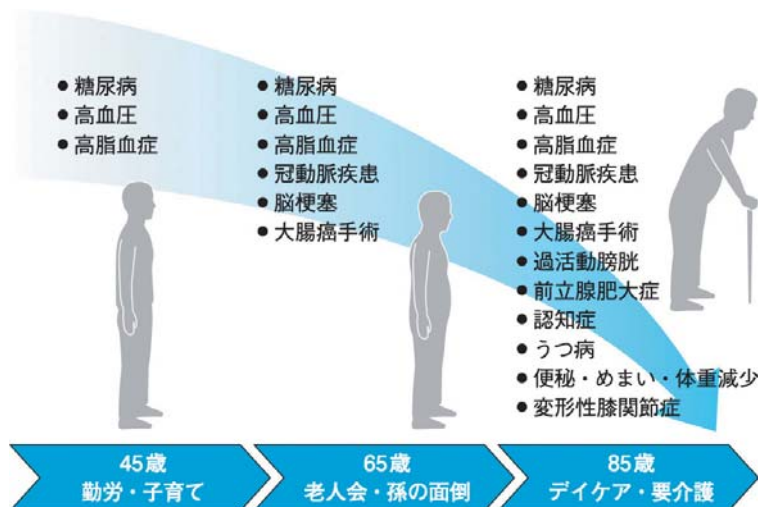 ● 糖尿病
● 高血圧
● 高脂血症
● 糖尿病
● 高血圧
● 高脂血症
● 冠動脈疾患
● 脳梗塞
● 大腸癌手術
● 糖尿病
● 高血圧
● 高脂血症
● 冠動脈疾患
● 脳梗塞
● 大腸癌手術
● 過活動膀胱
● 前立腺肥大症
● 認知症
● うつ病
● 便秘・めまい・体重減少
● 変形性膝関節症
45歳
勤労・子育て
65歳
老人会・孫の面倒
85歳
デイケア・要介護